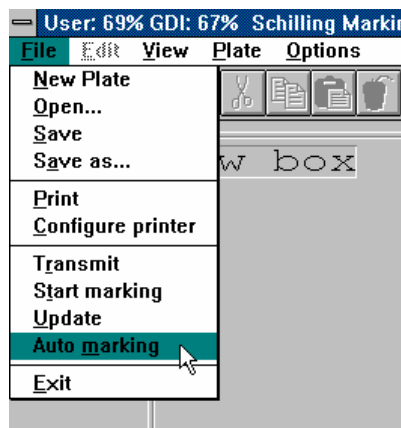 User: 69% GDI: 67% Schilling Markin
File Edit View Plate Options
New Plate
Open...
Save
Save as...
w box
Print
Configure printer
Transmit
Start marking
Update
Auto marking
Exit